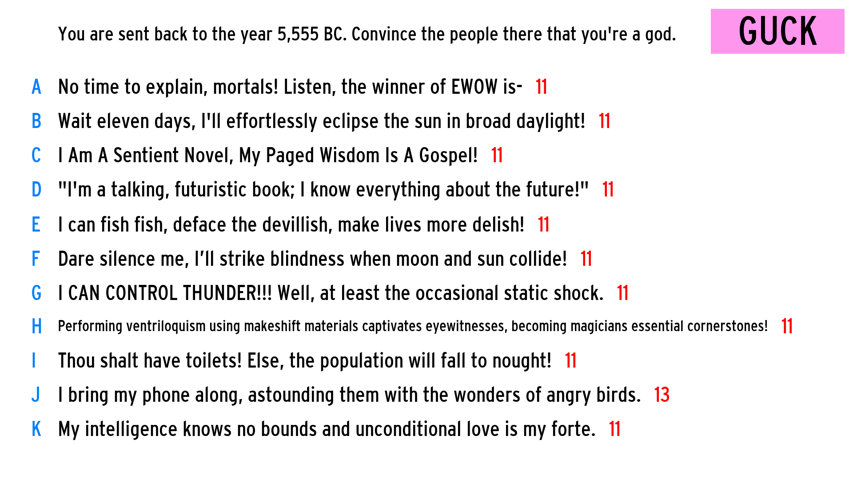 You are sent back to the year 5,555 BC. Convince the people there that you're a god.
GUCK
A No time to explain, mortals! Listen, the winner of EWOW is- 11
B Wait eleven days, I'll effortlessly eclipse the sun in broad daylight! 11
C I Am A Sentient Novel, My Paged Wisdom Is A Gospel! 11
D "I'm a talking, futuristic book; I know everything about the future!" 11
E I can fish fish, deface the devillish, make lives more delish! 11
F Dare silence me, I’ll strike blindness when moon and sun collide! 11
G I CAN CONTROL THUNDER!!! Well, at least the occasional static shock. 11
H Performing ventriloquism using makeshift materials captivates eyewitnesses, becoming magicians essential cornerstones! 11
I Thou shalt have toilets! Else, the population will fall to nought! 11
J I bring my phone along, astounding them with the wonders of angry birds. 13
K My intelligence knows no bounds and unconditional love is my forte. 11